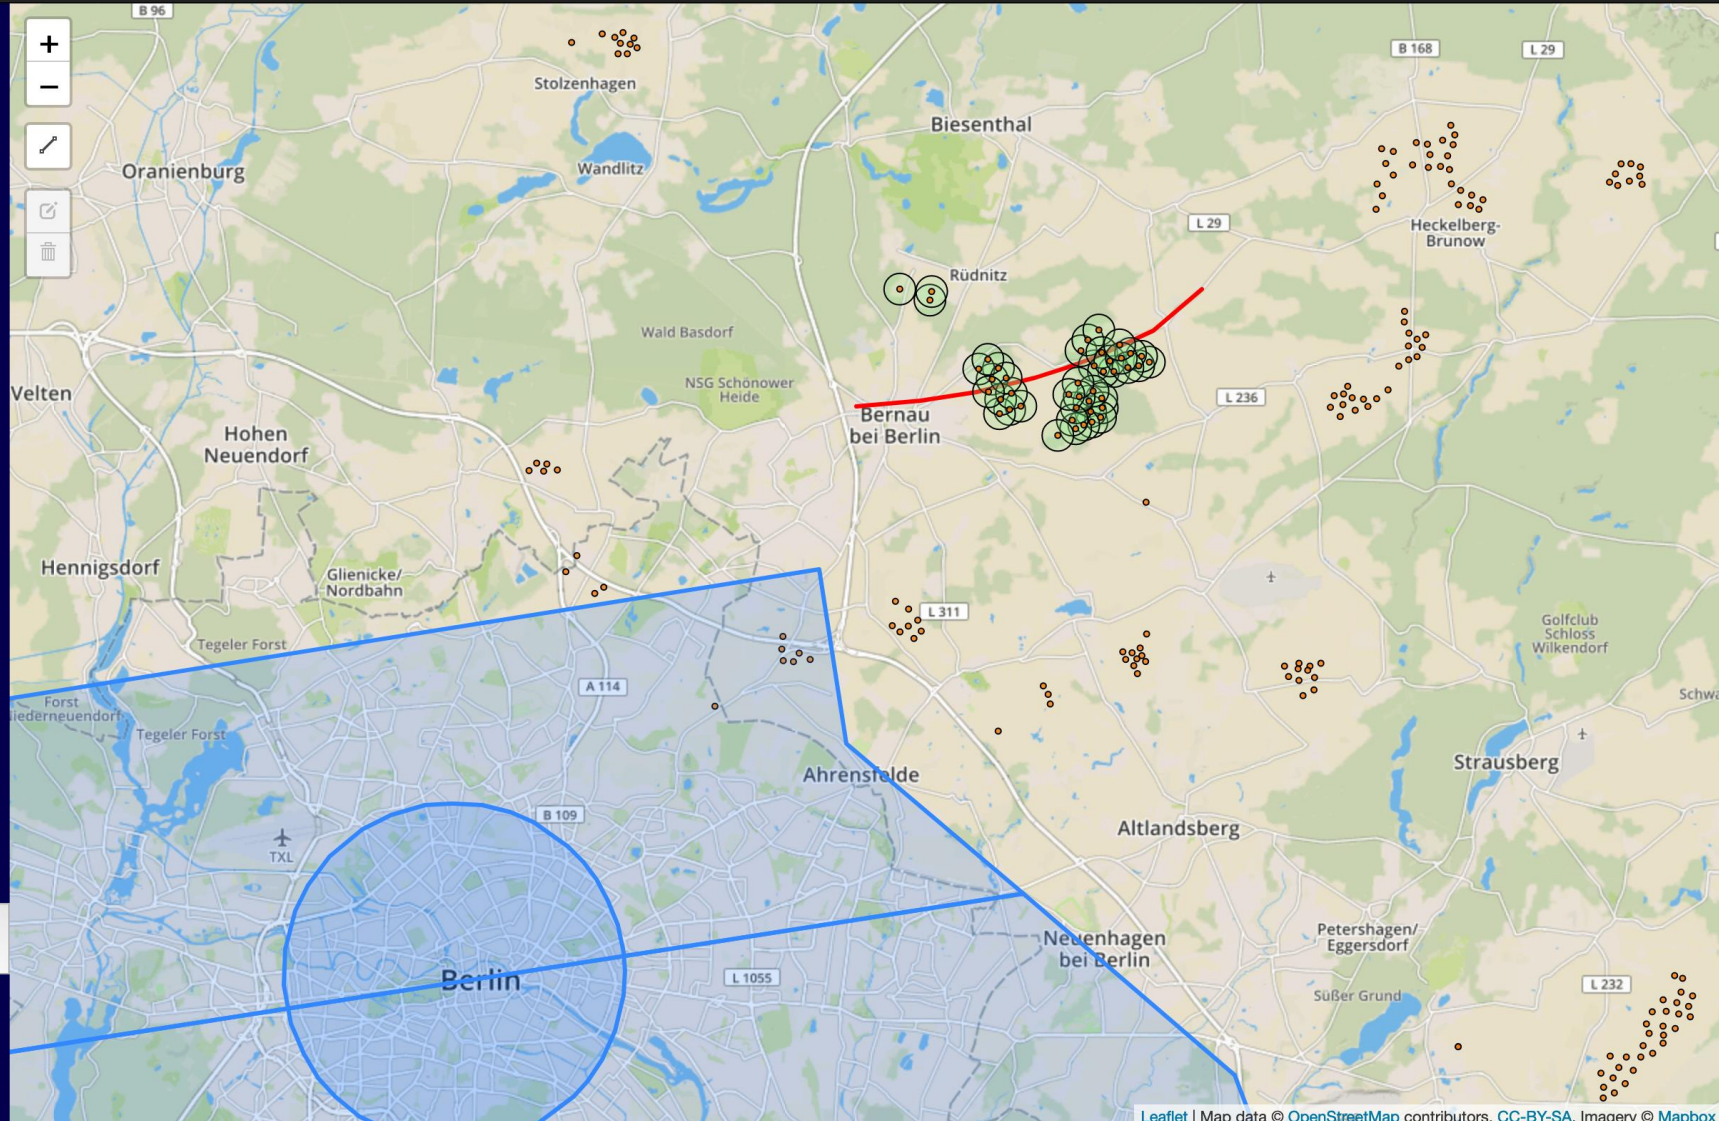 B 96
+
−
Stolzenhagen
B 168
L 29
Biesenthal
Oranienburg
Wandlitz
L 29
Heckelberg-
Brunow
Rüdnitz
Wald Basdorf
Velten
NSG Schönower
Heide
L 236
Bernau
bei Berlin
Hohen
Neuendorf
Hennigsdorf
Glienicke/
Nordbahn
L 311
Golfclub
Schloss
Wilkendorf
Tegeler Forst
A 114
Forst
Niederneuendorf
Schwa
Tegeler Forst
Strausberg
Ahrensfelde
B 109
Altlandsberg
TXL
Petershagen/
Eggersdorf
Neuenhagen
bei Berlin
Berlin
L 1055
L 232
Süßer Grund
Leaflet | Map data © OpenStreetMap contributors, CC-BY-SA, Imagery © Mapbox